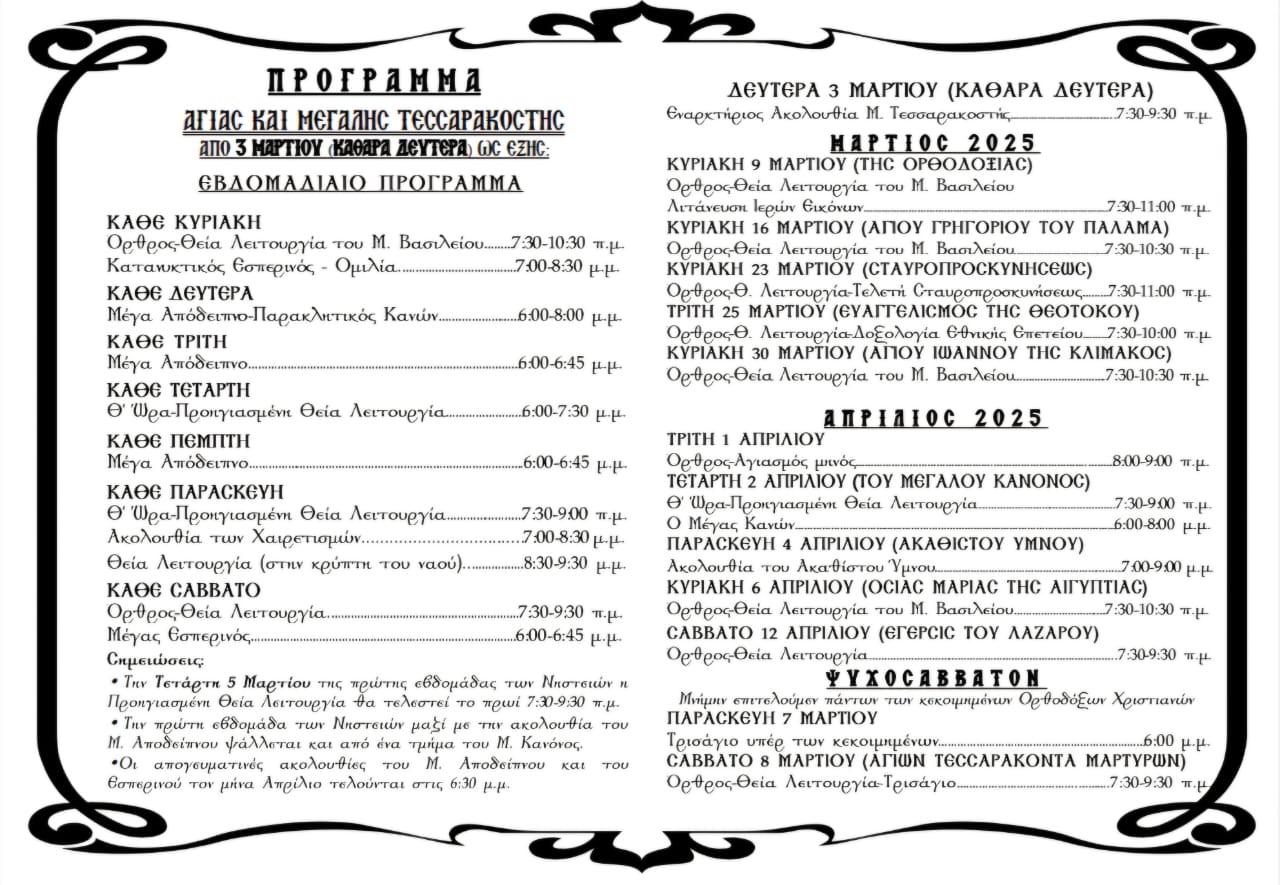 ΠΡΟΓΡΑΜΜΑ
ΑΓΙΑΣ ΚΑΙ ΜΕΓΑΛΗΣ ΤΕΣΣΑΡΑΚΟΣΤΗΣ
ΑΠΟ 3 ΜΑΡΤΙΟΥ (ΚΑΘΑΡΑ ΔΕΥΤΕΡΑ) ΩΣ ΕΞΗΣ:
ΕΒΔΟΜΑΔΙΑΙΟ ΠΡΟΓΡΑΜΜΑ
ΚΑΘΕ ΚΥΡΙΑΚΗ
Ορθρος-Θεία Λειτουργία του Μ. Βασιλείου........7:30-10:30 π.μ.
Κατανυκτικός Εσπερινός - Ομιλία..............................7:00-8:30 μ.μ.
ΚΑΘΕ ΔΕΥΤΕΡΑ
Μέγα Απόδειπνο-Παρακλητικός Κανών....................6:00-8:00 μ.μ.
ΚΑΘΕ ΤΡΙΤΗ
Μέγα Απόδειπνο......................................................6:00-6:45 μ.μ.
ΚΑΘΕ ΤΕΤΑΡΤΗ
Θ' Ώρα-Προηγιασμένη Θεία Λειτουργία...................6:00-7:30 μ.μ.
ΚΑΘΕ ΠΕΜΠΤΗ
Μέγα Απόδειπνο......................................................6:00-6:45 μ.μ.
ΚΑΘΕ ΠΑΡΑΣΚΕΥΗ
Θ' Ώρα-Προηγιασμένη Θεία Λειτουργία...................7:30-9:00 π.μ.
Ακολουθία των Χαιρετισμών..............................7:00-8:30 μ.μ.
Θεία Λειτουργία (στην κρύπτη του ναού)...............8:30-9:30 μ.μ.
ΚΑΘΕ ΣΑΒΒΑΤΟ
Ορθρος-Θεία Λειτουργία......................................7:30-9:30 π.μ.
Μέγας Εσπερινός......................................................6:00-6:45 μ.μ.
Σημειώσεις:
• Την Τετάρτη 5 Μαρτίου της πρώτης εβδομάδας των Νηστειών η
Προηγιασμένη Θεία Λειτουργία θα τελεστεί το πρωί 7:30-9:30 π.μ.
• Την πρώτη εβδομάδα των Νηστειών μαζί με την ακολουθία του
Μ. Αποδείπνου ψάλλεται και από ένα τμήμα του Μ. Κανόνος.
•Οι απογευματινές ακολουθίες του Μ. Αποδείπνου και του
Εσπερινού τον μήνα Απρίλιο τελούνται στις 6:30 μ.μ.
ΔΕΥΤΕΡΑ 3 ΜΑΡΤΙΟΥ (ΚΑΘΑΡΑ ΔΕΥΤΕΡΑ)
Εναρκτήριος Ακολουθία Μ. Τεσσαρακοστής.....................7:30-9:30 π.μ.
ΜΑΡΤΙΟΣ 2025
ΚΥΡΙΑΚΗ 9 ΜΑΡΤΙΟΥ (ΤΗΣ ΟΡΘΟΔΟΞΙΑΣ)
Ορθρος-Θεία Λειτουργία του Μ. Βασιλείου
Λιτάνευση Ιερών Εικόνων..................................................7:30-11:00 π.μ.
ΚΥΡΙΑΚΗ 16 ΜΑΡΤΙΟΥ (ΑΓΙΟΥ ΓΡΗΓΟΡΙΟΥ ΤΟΥ ΠΑΛΑΜΑ)
Ορθρος-Θεία Λειτουργία του Μ. Βασιλείου....................7:30-10:30 π.μ.
ΚΥΡΙΑΚΗ 23 ΜΑΡΤΙΟΥ (ΣΤΑΥΡΟΠΡΟΣΚΥΝΗΣΕΩΣ)
Ορθρος-Θ. Λειτουργία-Τελετή Σταυροπροσκυνήσεως.........7:30-11:00 π.μ.
ΤΡΙΤΗ 25 ΜΑΡΤΙΟΥ (ΕΥΑΓΓΕΛΙΣΜΟΣ ΤΗΣ ΘΕΟΤΟΚΟΥ)
Ορθρος-Θ. Λειτουργία-Δοξολογία Εθνικής Επετείου......7:30-10:00 π.μ.
ΚΥΡΙΑΚΗ 30 ΜΑΡΤΙΟΥ (ΑΓΙΟΥ ΙΩΑΝΝΟΥ ΤΗΣ ΚΛΙΜΑΚΟΣ)
Ορθρος-Θεία Λειτουργία του Μ. Βασιλείου....................7:30-10:30 π.μ.
ΑΠΡΙΛΙΟΣ 2025
ΤΡΙΤΗ 1 ΑΠΡΙΛΙΟΥ
Ορθρος-Αγιασμός μηνός..................................................8:00-9:00 π.μ.
ΤΕΤΑΡΤΗ 2 ΑΠΡΙΛΙΟΥ (ΤΟΥ ΜΕΓΑΛΟΥ ΚΑΝΟΝΟΣ)
Θ' Ώρα-Προηγιασμένη Θεία Λειτουργία..............................7:30-9:00 π.μ.
Ο Μέγας Κανών..................................................................6:00-8:00 μ.μ.
ΠΑΡΑΣΚΕΥΗ 4 ΑΠΡΙΛΙΟΥ (ΑΚΑΘΙΣΤΟΥ ΥΜΝΟΥ)
Ακολουθία του Ακαθίστου Ύμνου........................................7:00-9:00 μ.μ
ΚΥΡΙΑΚΗ 6 ΑΠΡΙΛΙΟΥ (ΟΣΙΑΣ ΜΑΡΙΑΣ ΤΗΣ ΑΙΓΥΠΤΙΑΣ)
Ορθρος-Θεία Λειτουργία του Μ. Βασιλείου....................7:30-10:30 π.μ.
ΣΑΒΒΑΤΟ 12 ΑΠΡΙΛΙΟΥ (ΕΓΕΡΣΙΣ ΤΟΥ ΛΑΖΑΡΟΥ)
Ορθρος-Θεία Λειτουργία..................................................7:30-9:30 π.μ.
ΨΥΧΟΣΑΒΒΑΤΟΝ
Μνήμην επιτελούμεν πάντων των κεκοιμημένων Ορθοδόξων Χριστιανών
ΠΑΡΑΣΚΕΥΗ 7 ΜΑΡΤΙΟΥ
Τρισάγιο υπέρ των κεκοιμημένων........................................6:00 μ.μ.
ΣΑΒΒΑΤΟ 8 ΜΑΡΤΙΟΥ (ΑΓΙΩΝ ΤΕΣΣΑΡΑΚΟΝΤΑ ΜΑΡΤΥΡΩΝ)
Ορθρος-Θεία Λειτουργία-Τρισάγιο..............................7:30-9:30 π.μ.